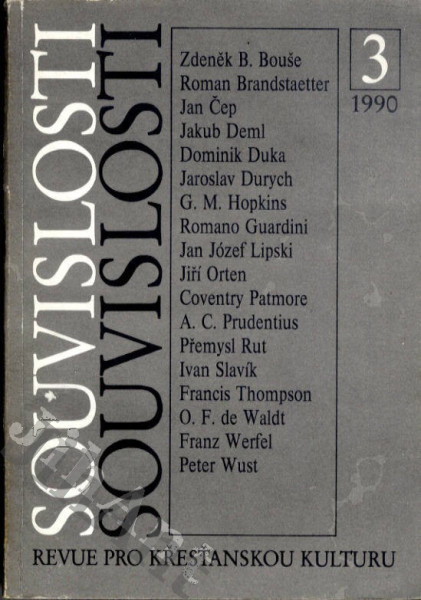 SOUVISLOSTI
SOUVISLOSTI
Zdeněk B. Bouše
Roman Brandstaetter
Jan Čep
Jakub Deml
Dominik Duka
Jaroslav Durych
G. M. Hopkins
Romano Guardini
Jan Józef Lipski
Jiří Orten
Coventry Patmore
A. C. Prudentius
Přemysl Rut
Ivan Slavík
Francis Thompson
O. F. de Waldt
Franz Werfel
Peter Wust
3
1990
REVUE PRO KŘESŤANSKOU KULTURU